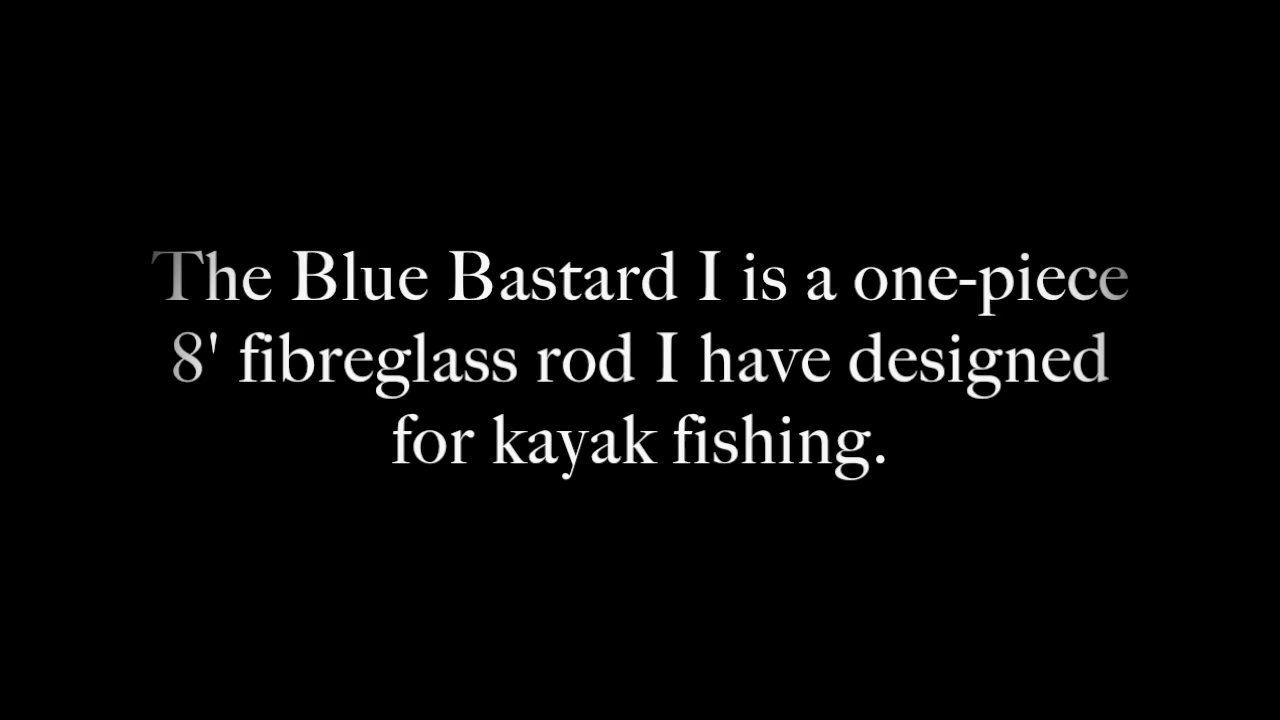 The Blue Bastard I is a one-piece
8' fibreglass rod I have designed
for kayak fishing.